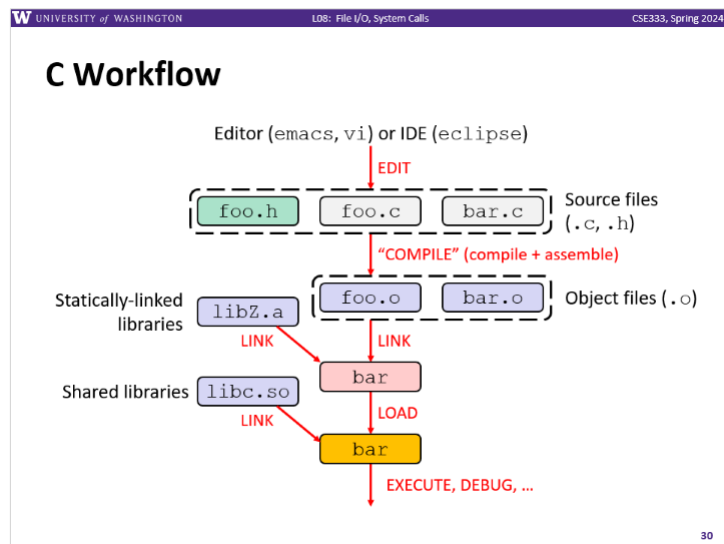 W UNIVERSITY of WASHINGTON L08: File I/O, System Calls CSE333, Spring 2024
C Workflow
Editor (emacs, vi) or IDE (eclipse)
EDIT
foo.h foo.c bar.c
Source files
(.c, .h)
“COMPILE” (compile + assemble)
foo.o bar.o
Object files (.o)
Statically-linked
libraries
libZ.a
LINK
LINK
bar
Shared libraries
libc.so
LINK
LOAD
bar
EXECUTE, DEBUG, …
30